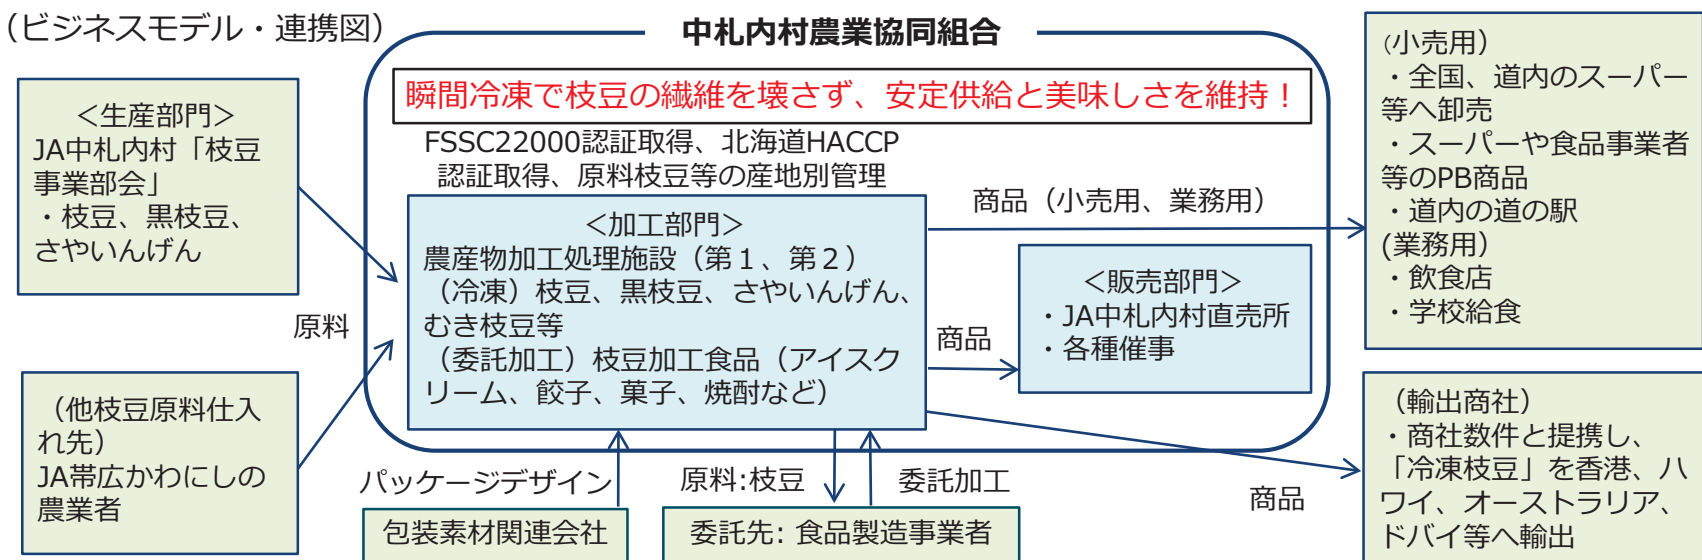 （ビジネスモデル・連携図）
中札内村農業協同組合
瞬間冷凍で枝豆の繊維を壊さず、安定供給と美味しさを維持！
FSSC22000認証取得、北海道HACCP
認証取得、原料枝豆等の産地別管理
＜生産部門＞
JA中札内村「枝豆
事業部会」
・枝豆、黒枝豆、
さやいんげん
原料
（他枝豆原料仕入
れ先）
JA帯広かわにしの
農業者
＜加工部門＞
農産物加工処理施設（第１、第２）
（冷凍）枝豆、黒枝豆、さやいんげん、
むき枝豆等
（委託加工）枝豆加工食品（アイスク
リーム、餃子、菓子、焼酎など）
商品（小売用、業務用）
商品
＜販売部門＞
・JA中札内村直売所
・各種催事
(小売用）
・全国、道内のスーパー
等へ卸売
・スーパーや食品事業者
等のPB商品
・道内の道の駅
(業務用）
・飲食店
・学校給食
パッケージデザイン
包装素材関連会社
原料:枝豆
委託加工
委託先: 食品製造事業者
商品
（輸出商社）
・商社数件と提携し、
「冷凍枝豆」を香港、ハ
ワイ、オーストラリア、
ドバイ等へ輸出